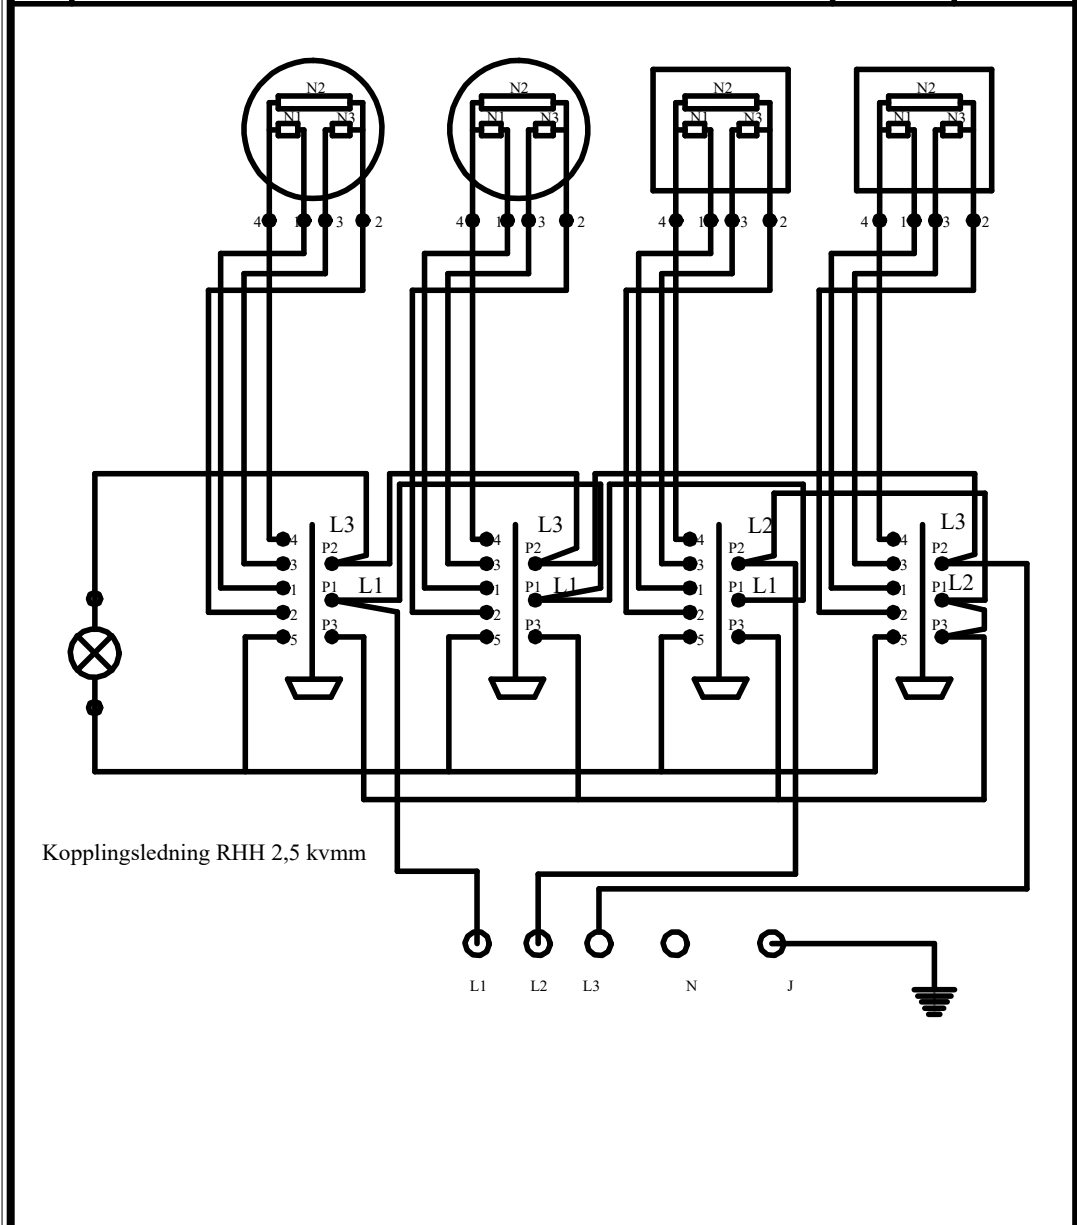 N2 N2 N2 N2
N1 N3 N1 N3 N1 N3 N1 N3
4 1 3 2 4 1 3 2 4 1 3 2 4 1 3 2
L3 L3 L2 L3
4 P2 4 P2 4 P2 4 P2
3 3 3 3
1 P1 L1 1 P1 L1 1 P1 L1 1 P1 L2
2 P3 2 P3 2 P3 2 P3
5 5 5 5
Kopplingsledning RHH 2,5 kvmm
L1 L2 L3 N J